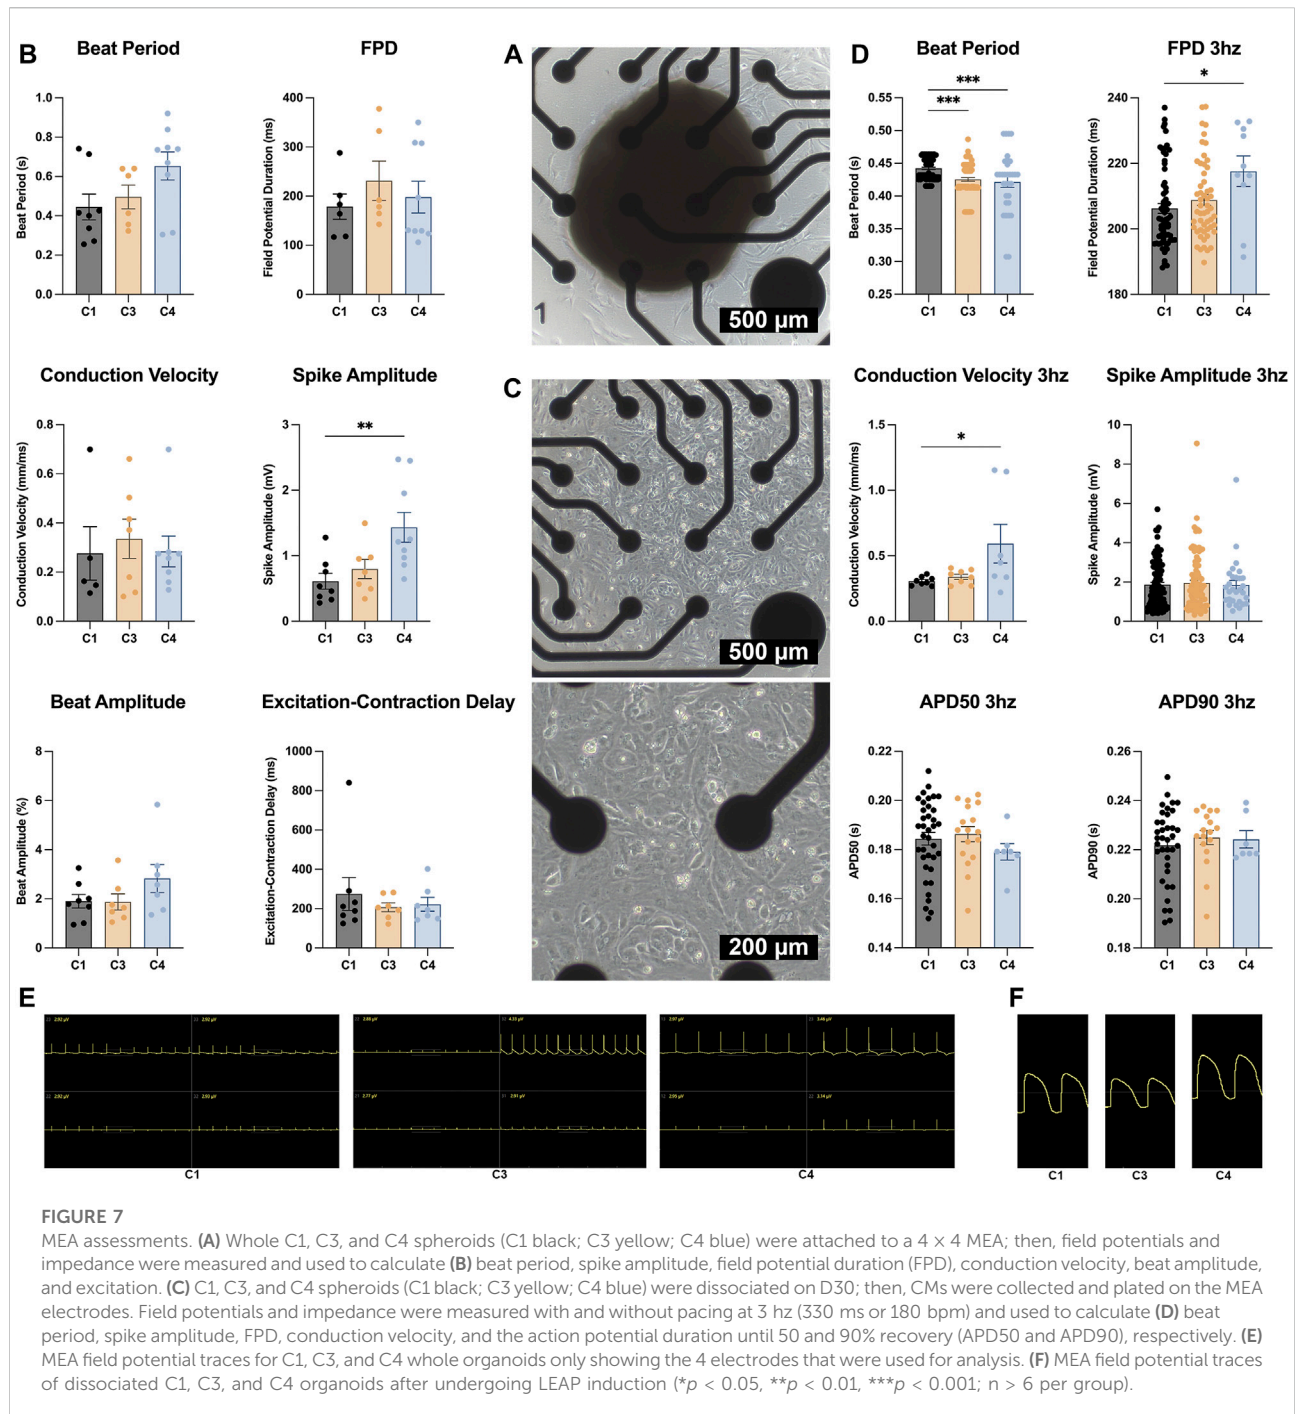 B
Beat Period
Beat Period (s)
1.0
0.8
0.6
0.4
0.2
0.0
C1 C3 C4
FPD
Field Potential Duration (ms)
400
300
200
100
0
C1 C3 C4
Conduction Velocity
Conduction Velocity (mm/ms)
0.8
0.6
0.4
0.2
0.0
C1 C3 C4
Spike Amplitude
Spike Amplitude (mV)
3
2
1
0
**
C1 C3 C4
Beat Amplitude
Beat Amplitude (%)
8
6
4
2
0
C1 C3 C4
Excitation-Contraction Delay
Excitation-Contraction Delay (ms)
1000
800
600
400
200
0
C1 C3 C4
A
1
500 µm
C
500 µm
200 µm
D
Beat Period
Beat Period (s)
0.55
0.50
0.45
0.40
0.35
0.30
0.25
***
***
C1 C3 C4
FPD 3hz
Field Potential Duration (ms)
240
220
200
180
*
C1 C3 C4
Conduction Velocity 3hz
Conduction Velocity (mm/ms)
1.5
1.0
0.5
0.0
*
C1 C3 C4
Spike Amplitude 3hz
Spike Amplitude (mV)
10
8
6
4
2
0
C1 C3 C4
APD50 3hz
APD50 (s)
0.22
0.20
0.18
0.16
0.14
C1 C3 C4
APD90 3hz
APD90 (s)
0.26
0.24
0.22
0.20
0.18
C1 C3 C4
E
C1
C3
C4
F
C1
C3
C4
FIGURE 7
MEA assessments. (A) Whole C1, C3, and C4 spheroids (C1 black; C3 yellow; C4 blue) were attached to a 4 × 4 MEA; then, field potentials and
impedance were measured and used to calculate (B) beat period, spike amplitude, field potential duration (FPD), conduction velocity, beat amplitude,
and excitation. (C) C1, C3, and C4 spheroids (C1 black; C3 yellow; C4 blue) were dissociated on D30; then, CMs were collected and plated on the MEA
electrodes. Field potentials and impedance were measured with and without pacing at 3 hz (330 ms or 180 bpm) and used to calculate (D) beat
period, spike amplitude, FPD, conduction velocity, and the action potential duration until 50 and 90% recovery (APD50 and APD90), respectively. (E)
MEA field potential traces for C1, C3, and C4 whole organoids only showing the 4 electrodes that were used for analysis. (F) MEA field potential traces
of dissociated C1, C3, and C4 organoids after undergoing LEAP induction (*p < 0.05, **p < 0.01, ***p < 0.001; n > 6 per group).